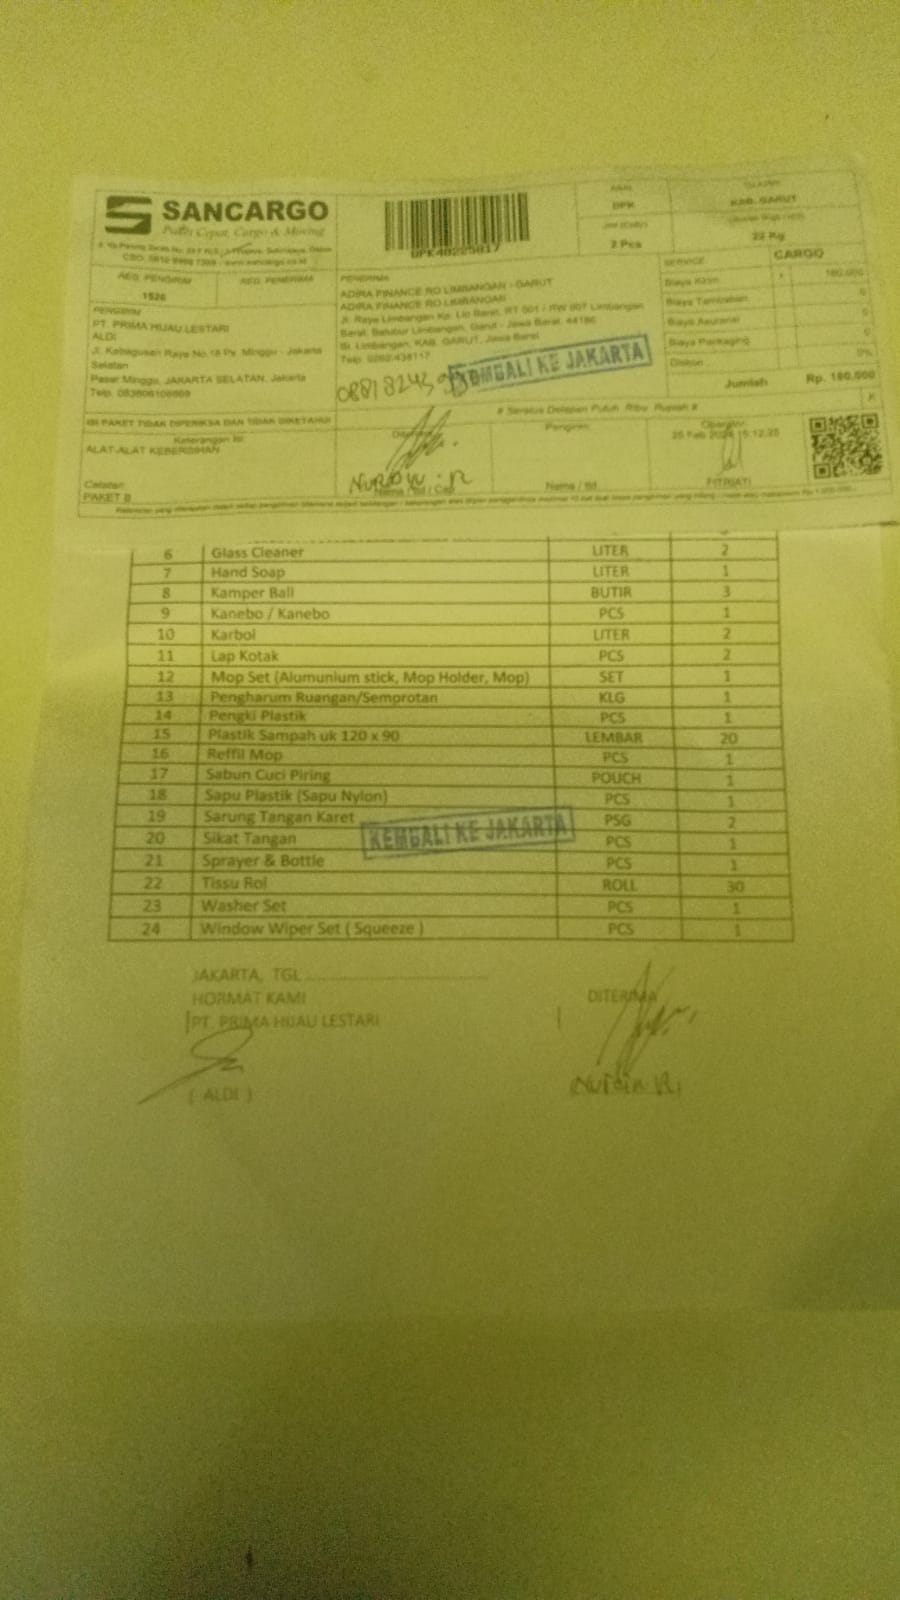 SANCARGO
Paket Cepat, Cargo & Moving
DPK
KAB. GARUT
2 Pcs
22 Kg
REG. PENGIRIM
REG. PENERIMA
1526
SERVICE
CARGO
PENGIRIM
PT. PRIMA HIJAU LESTARI
ALDI
Jl. Kebagusan Raya No.18 Ps. Minggu - Jakarta
Selatan
Pasar Minggu, JAKARTA SELATAN, Jakarta
PENERIMA
ADIRA FINANCE RO LIMBANGAN - GARUT
ADIRA FINANCE RO LIMBANGAN
Jl. Raya Limbangan Kp. Lio Barat, RT 001 / RW 007 Limbangan
Barat, Balubur Limbangan, Garut - Jawa Barat, 44186
Bl. Limbangan, KAB. GARUT, Jawa Barat
Telp. 0262-438117
KEMBALI KE JAKARTA
Biaya Kirim 180.000
Biaya Tambahan 0
Biaya Asuransi 0
Biaya Packaging 0
Diskon 0%
Jumlah Rp. 180.000
# Seratus Delapan Puluh Ribu Rupiah #
ISI PAKET TIDAK DIPERIKSA DAN TIDAK DIKETAHUI
Keterangan Isi
ALAT-ALAT KEBERSIHAN
Catatan
PAKET B
Nama / ttd / Cap
Pengirim
Nama / ttd
Operator
15:12:25
FITRIATI
6 Glass Cleaner LITER 2
7 Hand Soap LITER 1
8 Kamper Ball BUTIR 3
9 Kanebo / Kanebo PCS 1
10 Karbol LITER 2
11 Lap Kotak PCS 2
12 Mop Set (Alumunium stick, Mop Holder, Mop) SET 1
13 Pengharum Ruangan/Semprotan KLG 1
14 Pengki Plastik PCS 1
15 Plastik Sampah uk 120 x 90 LEMBAR 20
16 Reffil Mop PCS 1
17 Sabun Cuci Piring POUCH 1
18 Sapu Plastik (Sapu Nylon) PCS 1
19 Sarung Tangan Karet PSG 2
20 Sikat Tangan PCS 1
21 Sprayer & Bottle PCS 1
22 Tissu Rol ROLL 30
23 Washer Set PCS 1
24 Window Wiper Set ( Squeeze ) PCS 1
KEMBALI KE JAKARTA
JAKARTA, TGL
HORMAT KAMI
PT. PRIMA HIJAU LESTARI
( ALDI )
DITERIMA